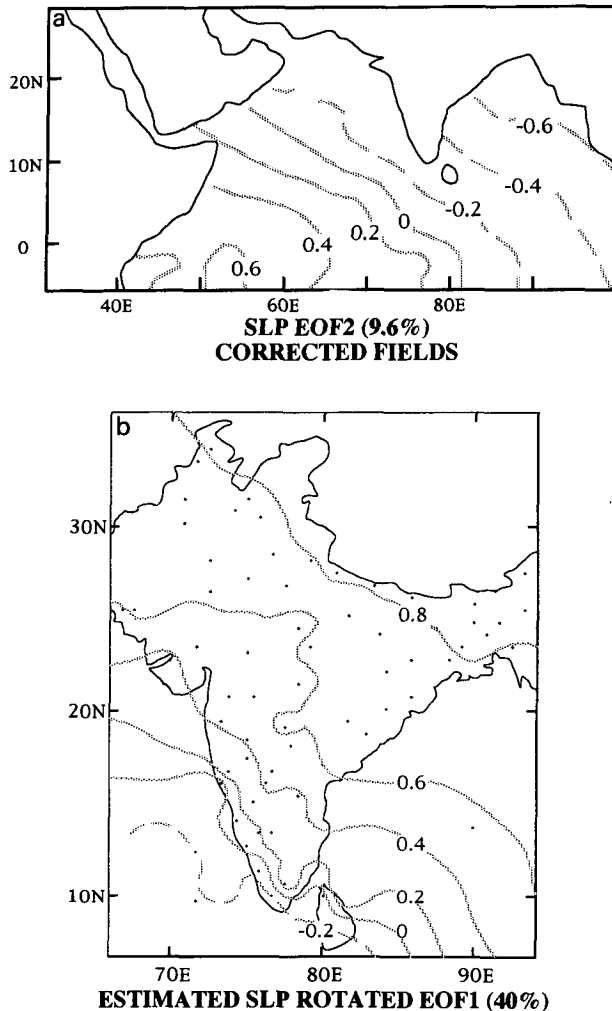 a
20N
10N
0
-0.6
-0.4
-0.2
0
0.2
0.4
0.6
40E 60E 80E
SLP EOF2 (9.6%)
CORRECTED FIELDS
b
30N
20N
10N
0.8
0.6
0.4
0.2
0
-0.2
70E 80E 90E
ESTIMATED SLP ROTATED EOF1 (40%)